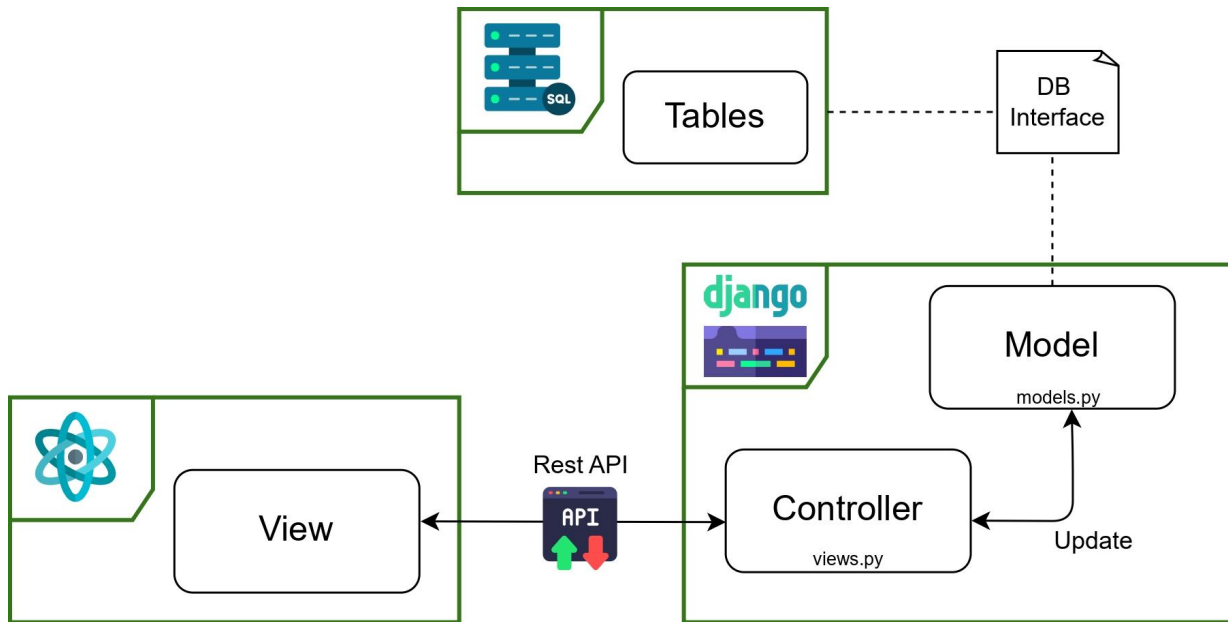 SQL
Tables
DB
Interface
django
Model
models.py
Rest API
API
View
Controller
views.py
Update